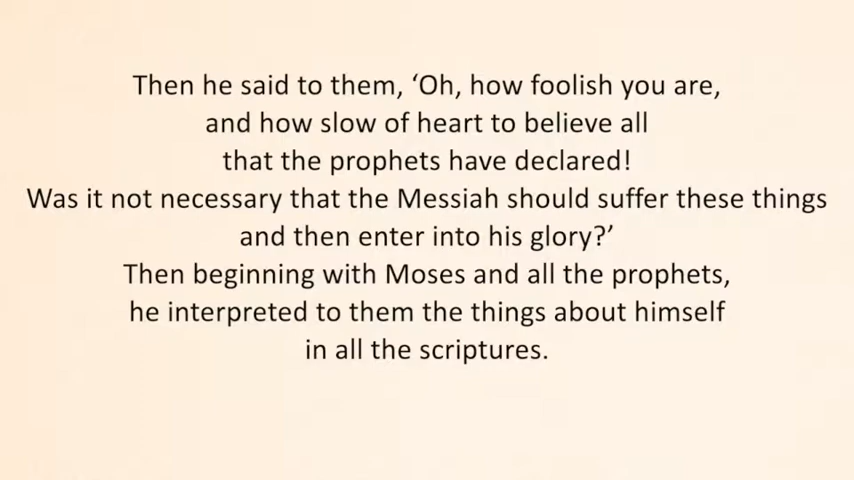 Then he said to them, ‘Oh, how foolish you are,
and how slow of heart to believe all
that the prophets have declared!
Was it not necessary that the Messiah should suffer these things
and then enter into his glory?’
Then beginning with Moses and all the prophets,
he interpreted to them the things about himself
in all the scriptures.